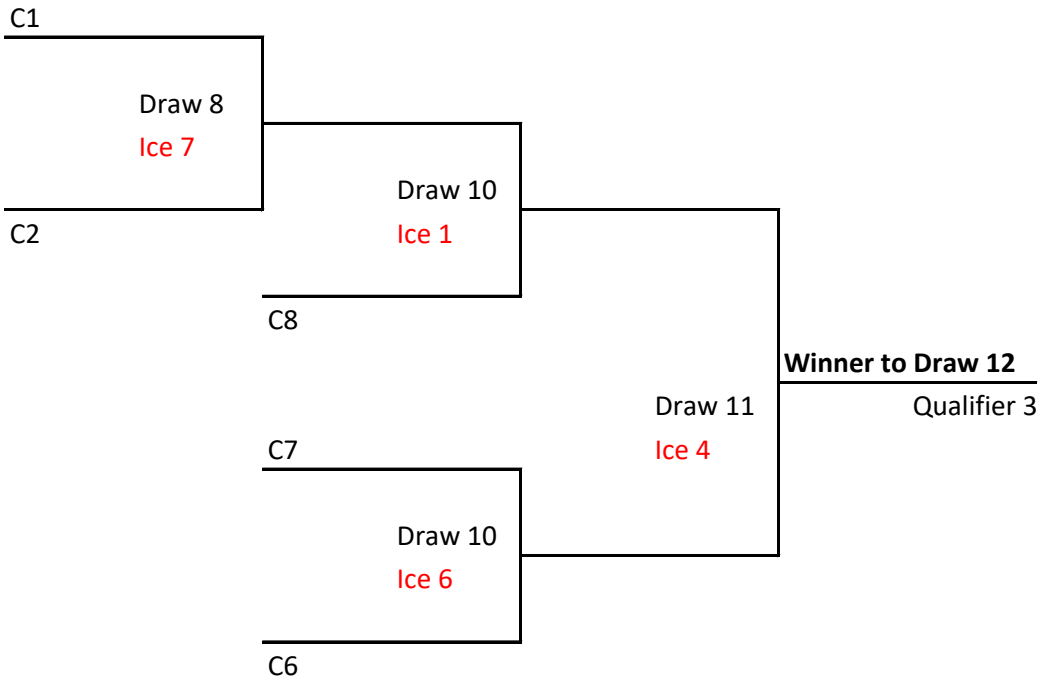 C1
Draw 8
Ice 7
Draw 10
C2
Ice 1
C8
Winner to Draw 12
Draw 11
Qualifier 3
C7
Ice 4
Draw 10
Ice 6
C6